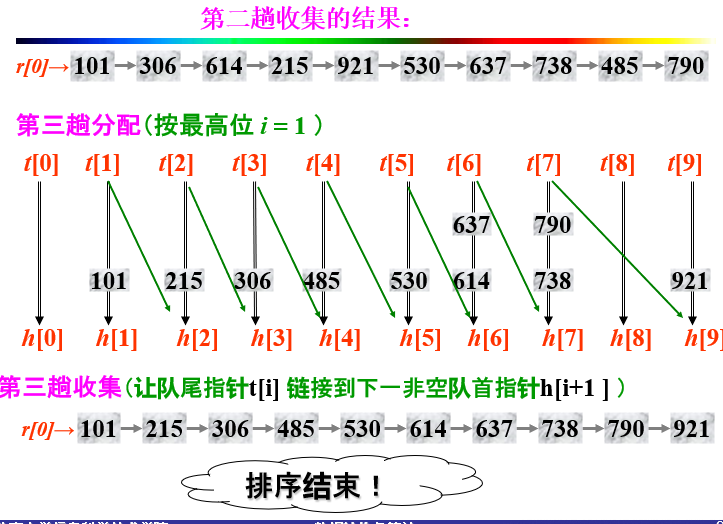 第二趟收集的结果：
r[0]→ 101 → 306 → 614 → 215 → 921 → 530 → 637 → 738 → 485 → 790
第三趟分配（按最高位 i = 1 ）
t[0] t[1] t[2] t[3] t[4] t[5] t[6] t[7] t[8] t[9]
637 790
101 215 306 485 530 614 738 921
h[0] h[1] h[2] h[3] h[4] h[5] h[6] h[7] h[8] h[9]
第三趟收集（让队尾指针t[i] 链接到下一非空队首指针h[i+1 ] ）
r[0]→ 101 → 215 → 306 → 485 → 530 → 614 → 637 → 738 → 790 → 921
排序结束！